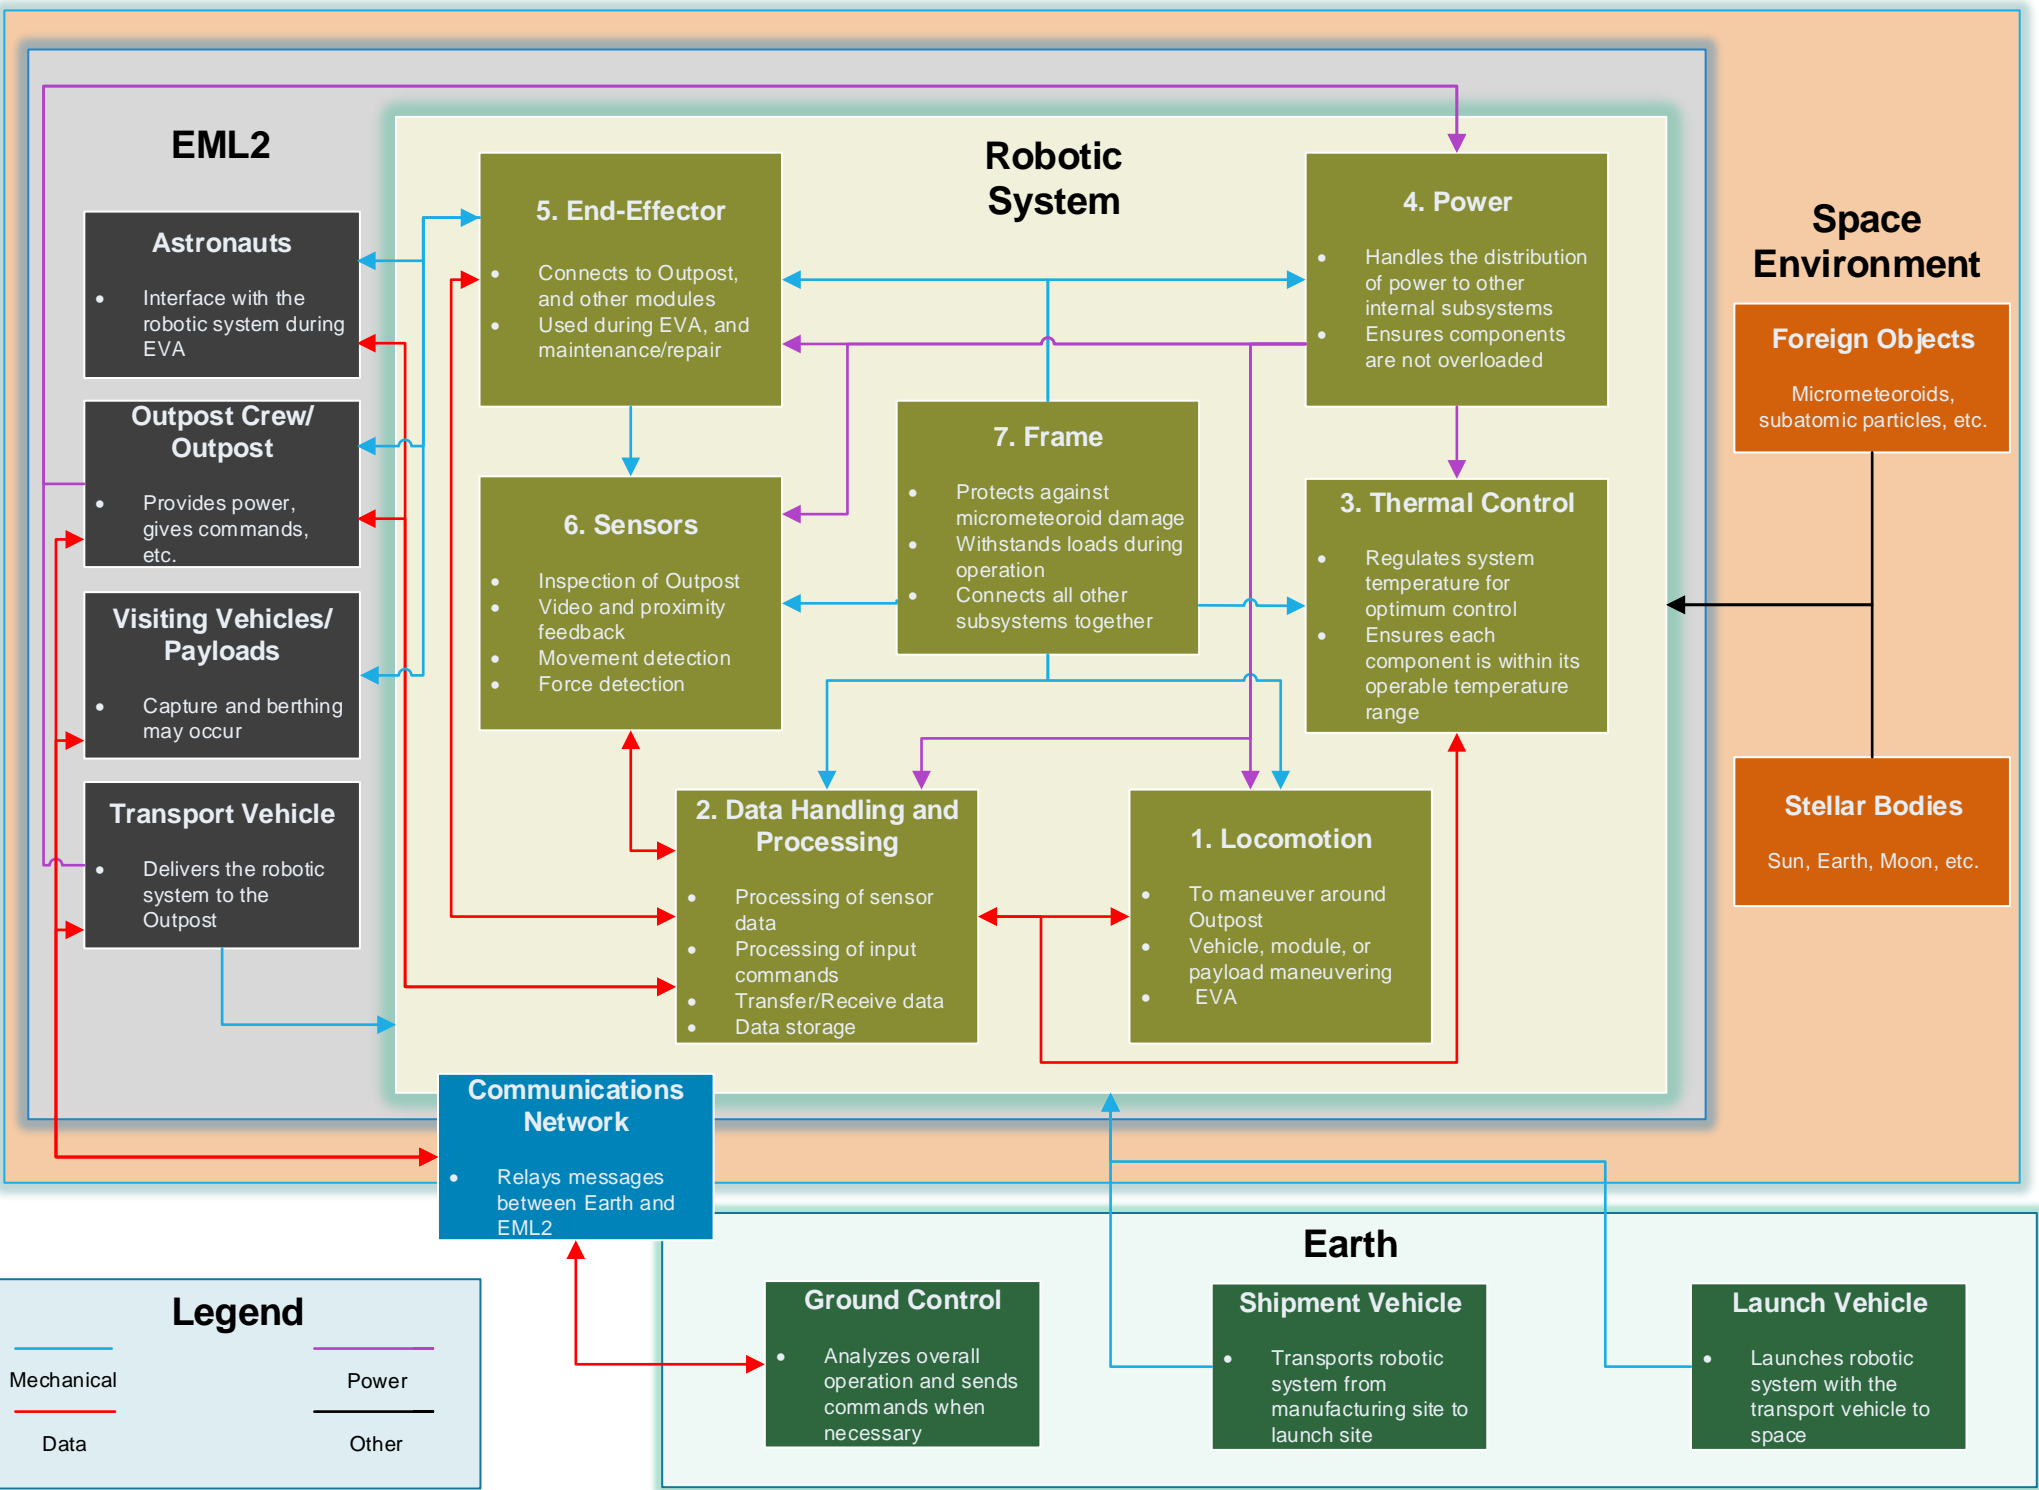 EML2
Astronauts
• Interface with the
robotic system during
EVA
Outpost Crew/
Outpost
• Provides power,
gives commands,
etc.
Visiting Vehicles/
Payloads
• Capture and berthing
may occur
Transport Vehicle
• Delivers the robotic
system to the
Outpost
Robotic
System
5. End-Effector
• Connects to Outpost,
and other modules
• Used during EVA, and
maintenance/repair
4. Power
• Handles the distribution
of power to other
internal subsystems
• Ensures components
are not overloaded
7. Frame
• Protects against
micrometeoroid damage
• Withstands loads during
operation
• Connects all other
subsystems together
6. Sensors
• Inspection of Outpost
• Video and proximity
feedback
• Movement detection
• Force detection
3. Thermal Control
• Regulates system
temperature for
optimum control
• Ensures each
component is within its
operable temperature
range
2. Data Handling and
Processing
• Processing of sensor
data
• Processing of input
commands
• Transfer/Receive data
• Data storage
1. Locomotion
• To maneuver around
Outpost
• Vehicle, module, or
payload maneuvering
• EVA
Space
Environment
Foreign Objects
Micrometeoroids,
subatomic particles, etc.
Stellar Bodies
Sun, Earth, Moon, etc.
Communications
Network
• Relays messages
between Earth and
EML2
Earth
Ground Control
• Analyzes overall
operation and sends
commands when
necessary
Shipment Vehicle
• Transports robotic
system from
manufacturing site to
launch site
Launch Vehicle
• Launches robotic
system with the
transport vehicle to
space
Legend
Mechanical
Power
Data
Other